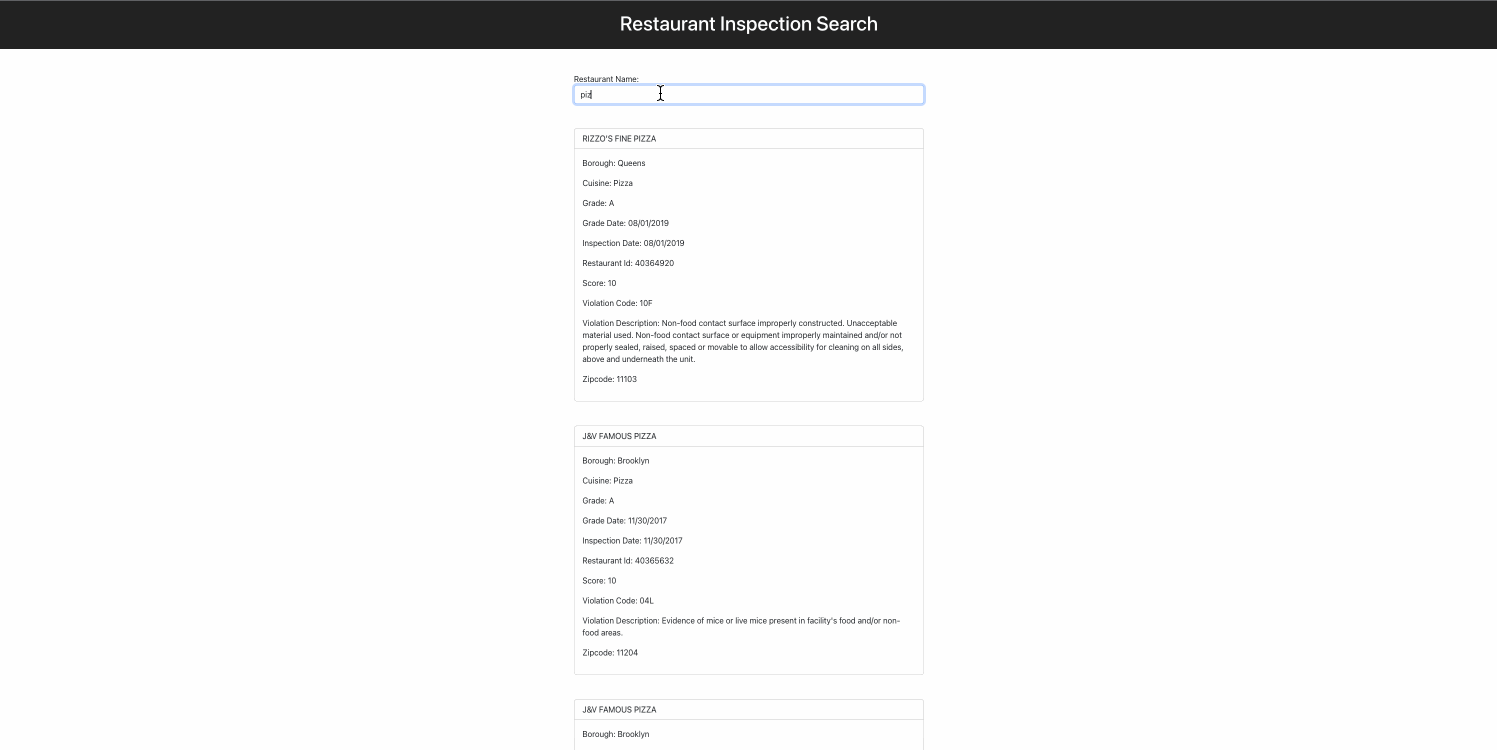 Restaurant Inspection Search
Restaurant Name:
piz
RIZZO'S FINE PIZZA
Borough: Queens
Cuisine: Pizza
Grade: A
Grade Date: 08/01/2019
Inspection Date: 08/01/2019
Restaurant Id: 40364920
Score: 10
Violation Code: 10F
Violation Description: Non-food contact surface improperly constructed. Unacceptable
material used. Non-food contact surface or equipment improperly maintained and/or not
properly sealed, raised, spaced or movable to allow accessibility for cleaning on all sides,
above and underneath the unit.
Zipcode: 11103
J&V FAMOUS PIZZA
Borough: Brooklyn
Cuisine: Pizza
Grade: A
Grade Date: 11/30/2017
Inspection Date: 11/30/2017
Restaurant Id: 40365632
Score: 10
Violation Code: 04L
Violation Description: Evidence of mice or live mice present in facility's food and/or non-
food areas.
Zipcode: 11204
J&V FAMOUS PIZZA
Borough: Brooklyn